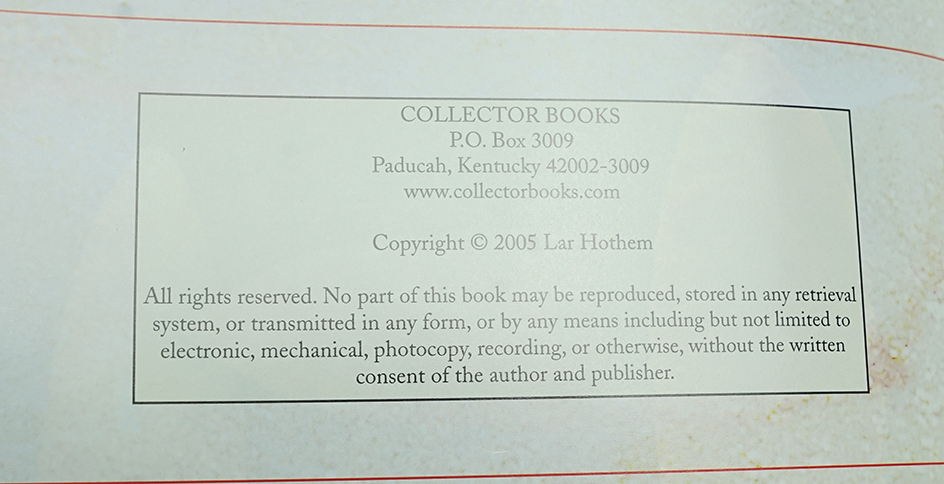 COLLECTOR BOOKS
P.O. Box 3009
Paducah, Kentucky 42002-3009
www.collectorbooks.com
Copyright © 2005 Lar Hothem
All rights reserved. No part of this book may be reproduced, stored in any retrieval
system, or transmitted in any form, or by any means including but not limited to
electronic, mechanical, photocopy, recording, or otherwise, without the written
consent of the author and publisher.